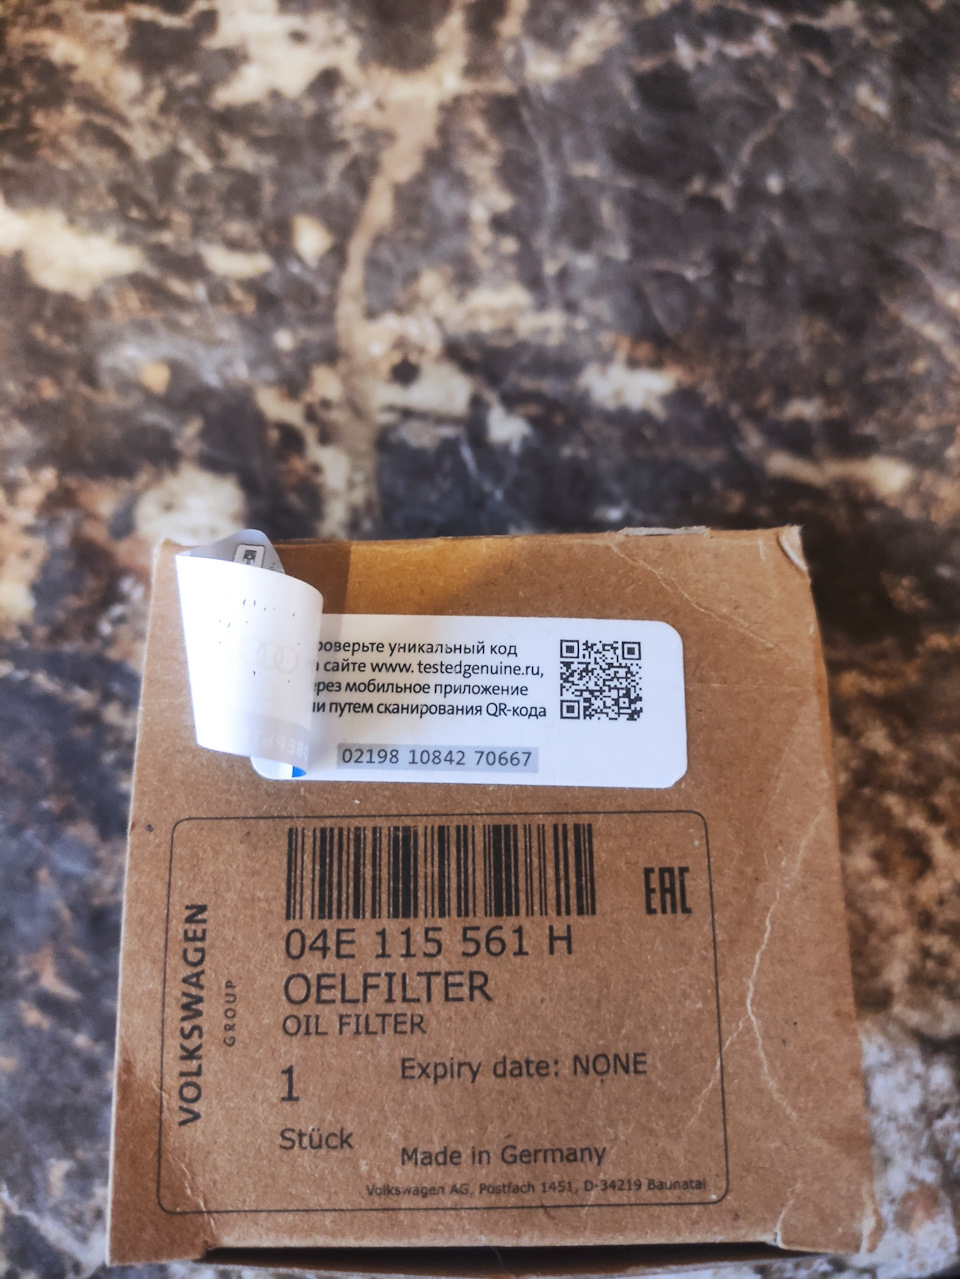 уникальный код
сайте www. testedgenuine.ru,
мобильное приложение
путем сканирования QR-кода
02198 10842 70667
EAC
04E 115 561 H
OELFILTER
OIL FILTER
VOLKSWAGEN
GROUP
1
Expiry date: NONE
Stück
Made in Germany
Volkswagen AG, Postfach 1451, D-34219 Baunatal